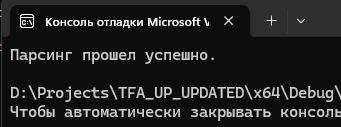 Консоль отладки Microsoft V
Парсинг прошел успешно.
D:\Projects\TFA_UP_UPDATED\x64\Debug\
Чтобы автоматически закрывать консоль